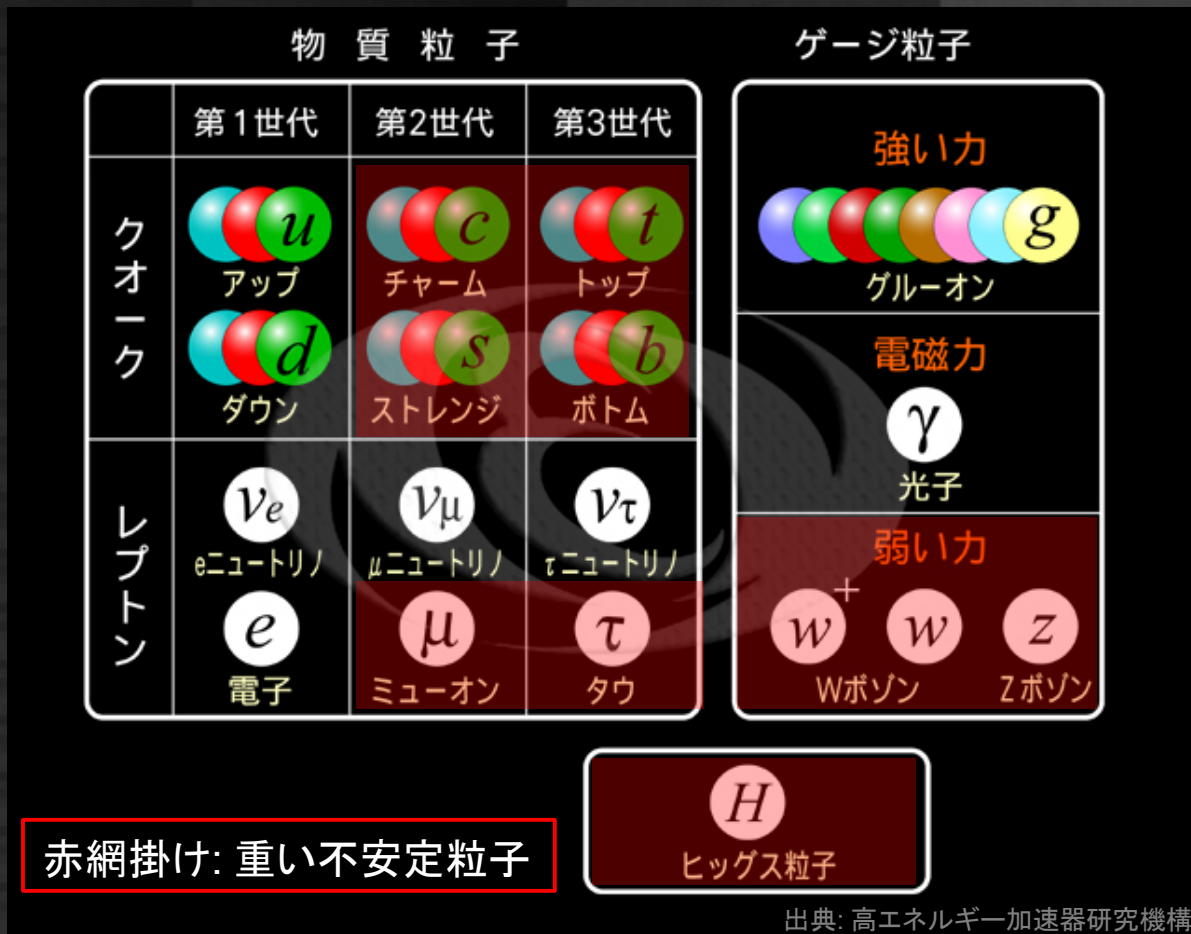 物質粒子
ゲージ粒子
第1世代 第2世代 第3世代
クオーク
u c t
アップ チャーム トップ
d s b
ダウン ストレンジ ボトム
レプトン
νe νμ ντ
eニュートリノ μニュートリノ τニュートリノ
e μ τ
電子 ミューオン タウ
強い力
g
グルーオン
電磁力
γ
光子
弱い力
w+ w z
Wボゾン Zボゾン
H
ヒッグス粒子
赤網掛け: 重い不安定粒子
出典: 高エネルギー加速器研究機構